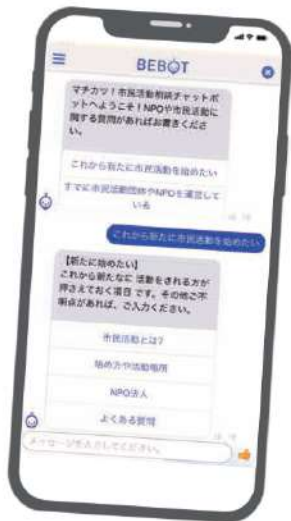 BEBOT
マチカツ！市民活動相談チャットボ
ットへようこそ！NPOや市民活動に
関する質問があればお書きくださ
い。
これから新たに市民活動を始めたい
すでに市民活動団体やNPOを運営して
いる
これから新たに市民活動を始めたい
【新たに始めたい】
これから新たなに 活動をされる方が
押さえておく項目 です。その他ご不
明点があれば、ご入力ください。
市民活動とは?
始め方や活動場所
NPO法人
よくある質問
メッセージを入力してください。